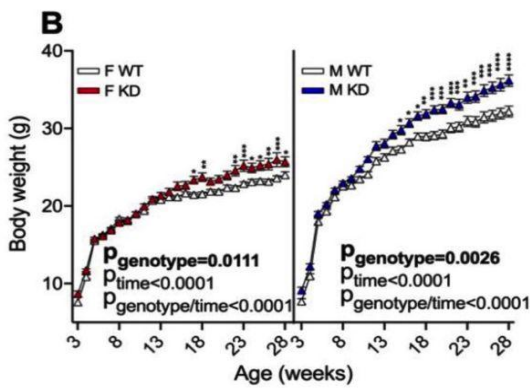 B
Body weight (g)
40
30
20
10
F WT
F KD
M WT
M KD
Pgenotype=0.0111
Ptime<0.0001
Pgenotype/time<0.0001
Pgenotype=0.0026
Ptime<0.0001
Pgenotype/time<0.0001
3 8 13 18 23 28 3 8 13 18 23 28
Age (weeks)